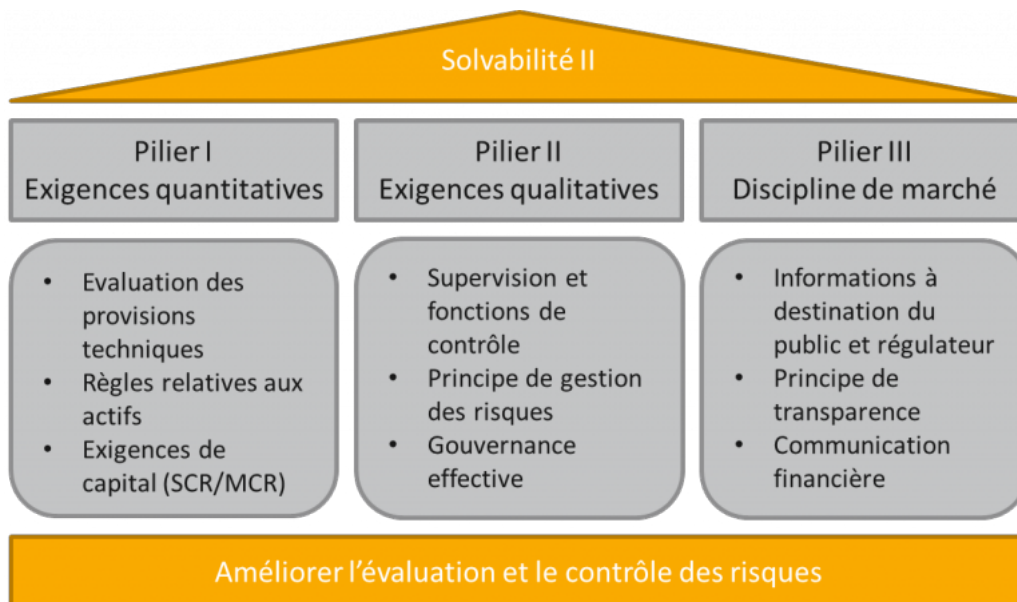 Solvabilité II
Pilier I
Exigences quantitatives
Pilier II
Exigences qualitatives
Pilier III
Discipline de marché
• Evaluation des
provisions
techniques
• Règles relatives aux
actifs
• Exigences de
capital (SCR/MCR)
• Supervision et
fonctions de
contrôle
• Principe de gestion
des risques
• Gouvernance
effective
• Informations à
destination du
public et régulateur
• Principe de
transparence
• Communication
financière
Améliorer l’évaluation et le contrôle des risques